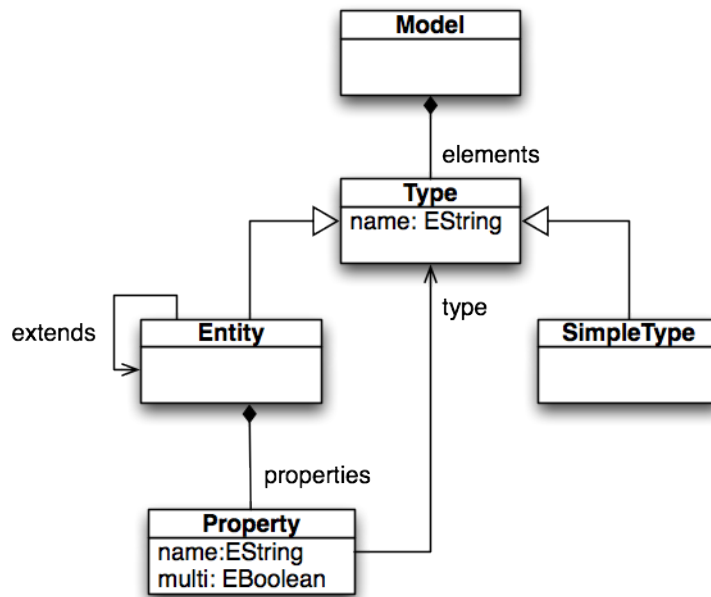 Model
elements
Type
name: EString
type
extends
Entity
SimpleType
properties
Property
name:EString
multi: EBoolean